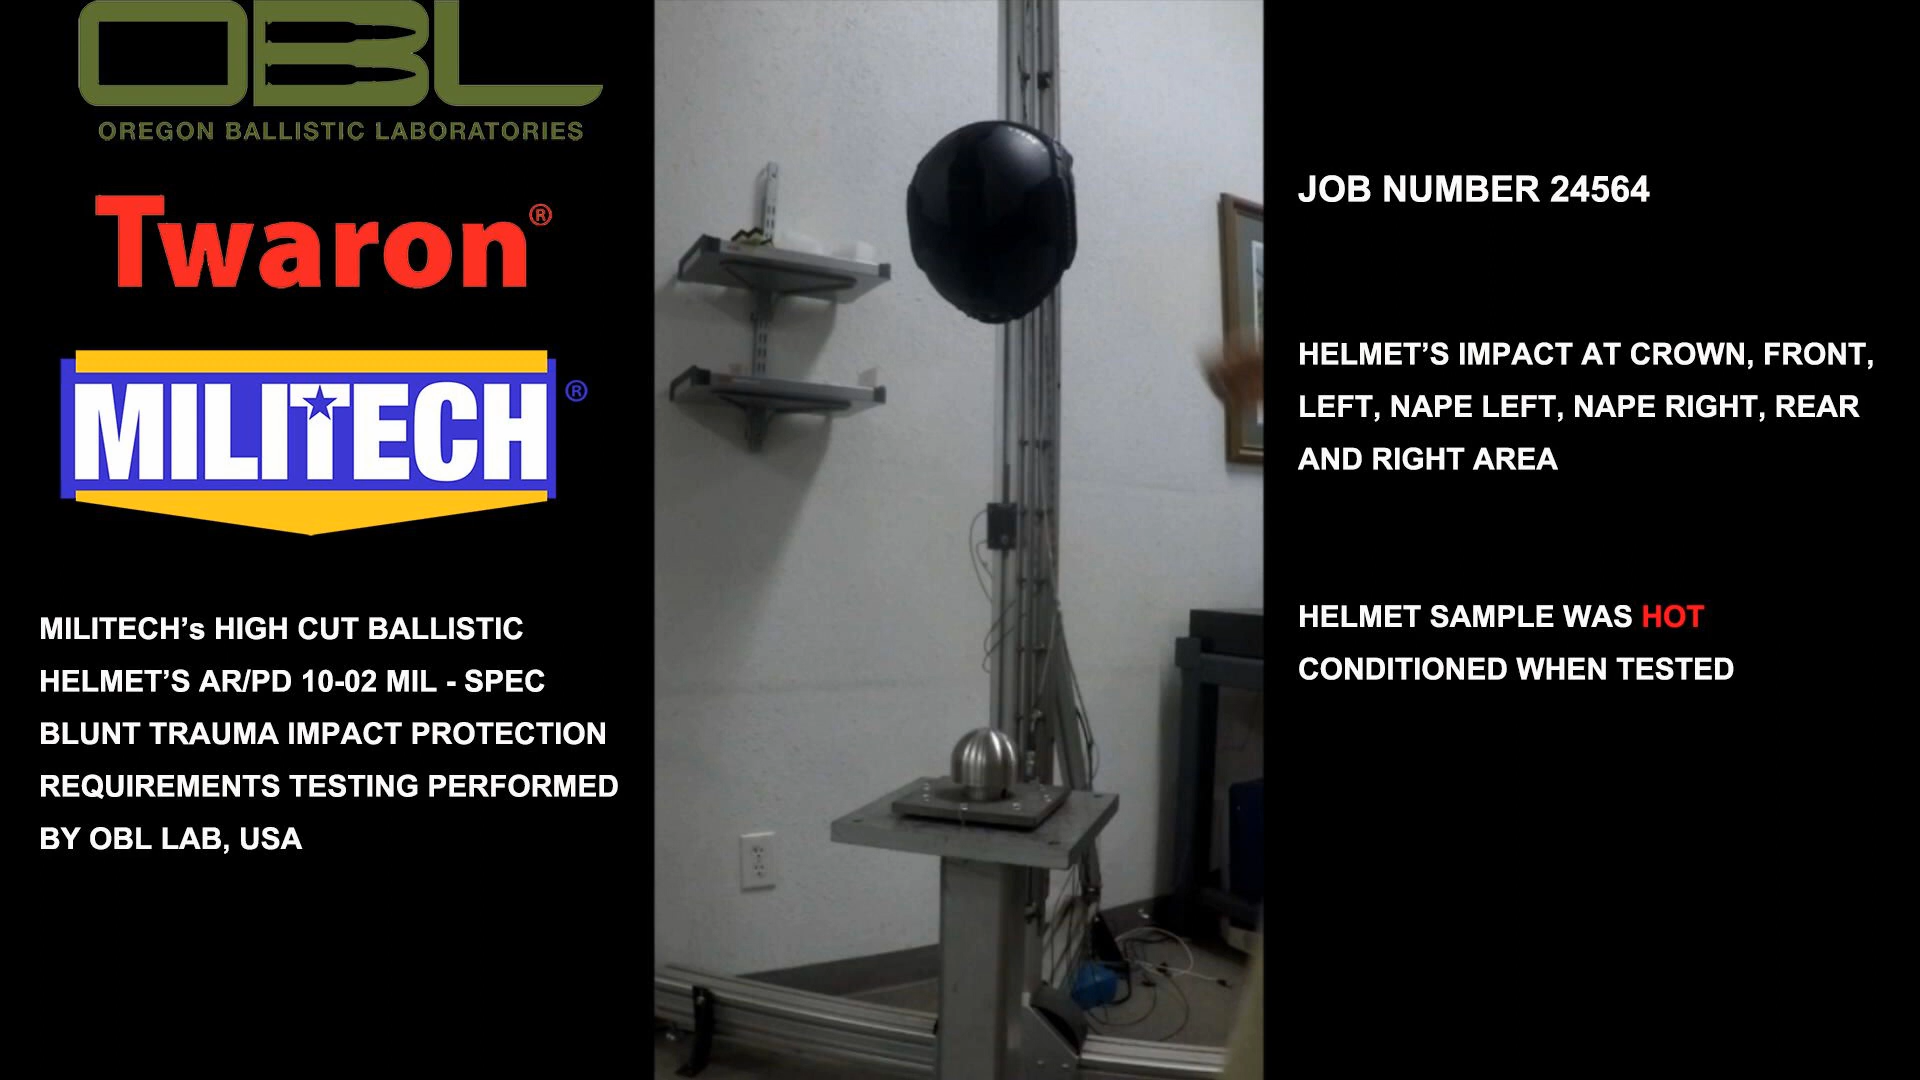 OBL
OREGON BALLISTIC LABORATORIES
Twaron®
MILITECH®
MILITECH’s HIGH CUT BALLISTIC
HELMET’S AR/PD 10-02 MIL - SPEC
BLUNT TRAUMA IMPACT PROTECTION
REQUIREMENTS TESTING PERFORMED
BY OBL LAB, USA
JOB NUMBER 24564
HELMET’S IMPACT AT CROWN, FRONT,
LEFT, NAPE LEFT, NAPE RIGHT, REAR
AND RIGHT AREA
HELMET SAMPLE WAS HOT
CONDITIONED WHEN TESTED